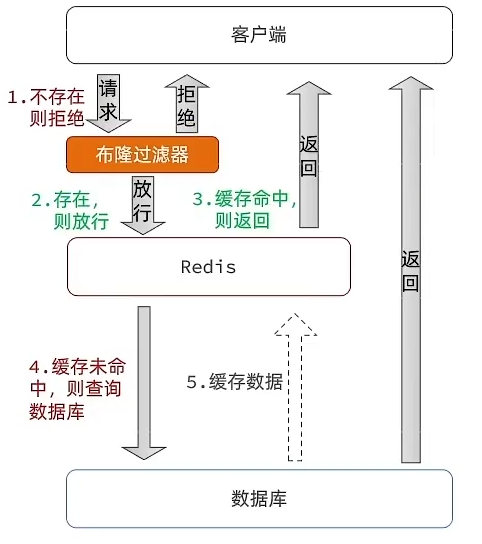 客户端
1.不存在
则拒绝
请求
拒绝
布隆过滤器
返回
2.存在，
则放行
放行
3.缓存命中，
则返回
Redis
返回
4.缓存未命
中，则查询
数据库
5.缓存数据
数据库